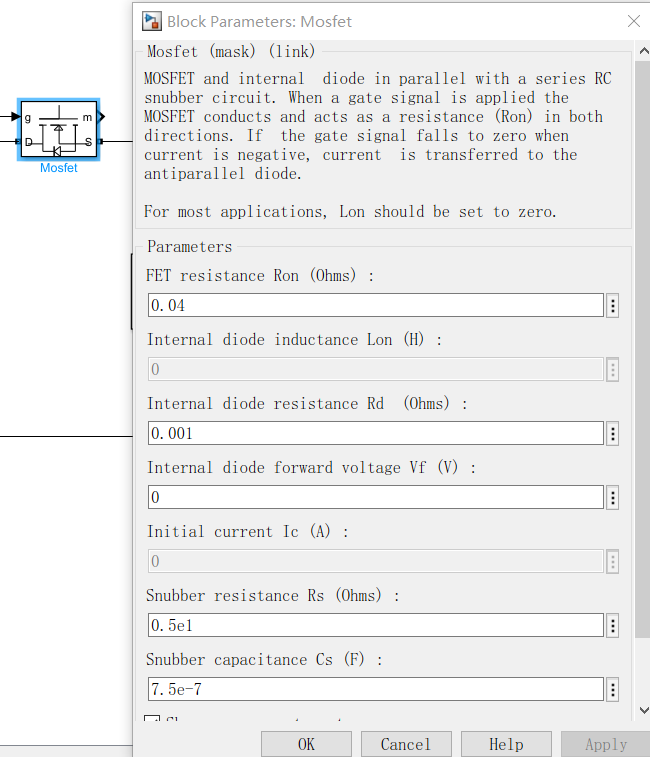 Block Parameters: Mosfet
Mosfet (mask) (link)
MOSFET and internal diode in parallel with a series RC
snubber circuit. When a gate signal is applied the
MOSFET conducts and acts as a resistance (Ron) in both
directions. If the gate signal falls to zero when
current is negative, current is transferred to the
antiparallel diode.
For most applications, Lon should be set to zero.
g m
D S
Mosfet
Parameters
FET resistance Ron (Ohms) :
0.04
Internal diode inductance Lon (H) :
0
Internal diode resistance Rd (Ohms) :
0.001
Internal diode forward voltage Vf (V) :
0
Initial current Ic (A) :
0
Snubber resistance Rs (Ohms) :
0.5e1
Snubber capacitance Cs (F) :
7.5e-7
OK Cancel Help Apply